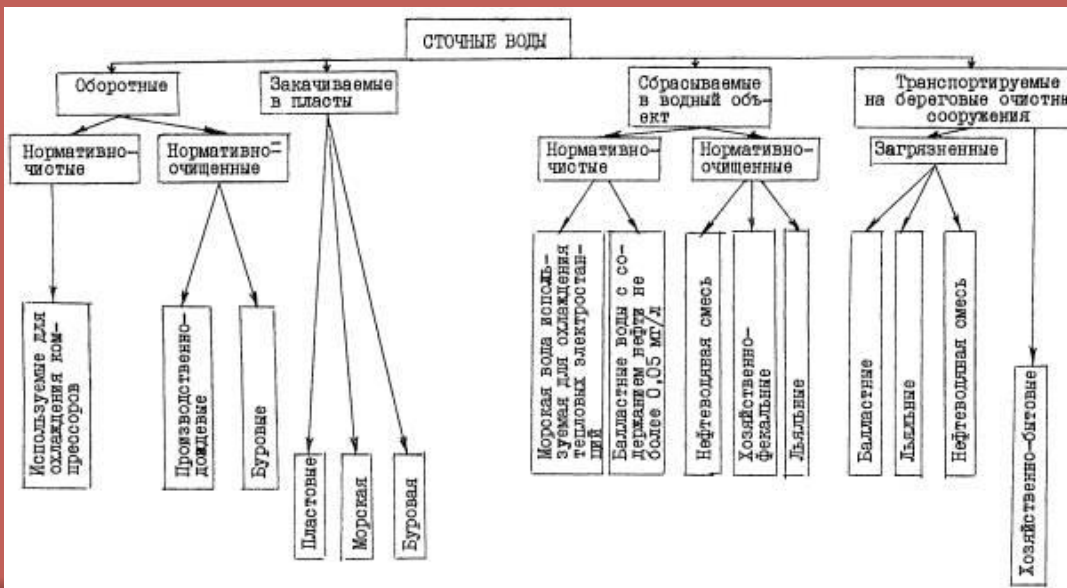 СТОЧНЫЕ ВОДЫ
Оборотные
Закачиваемые
в пласты
Сбрасываемые
в водный объ-
ект
Транспортируемые
на береговые очистн
сооружения
Нормативно-
чистые
Нормативно-
очищенные
Нормативно-
чистые
Нормативно-
очищенные
Загрязненные
Используемые для
охлаждения ком-
прессоров
Производственно-
дождевые
Буровые
Пластовые
Морская
Буровая
Морская вода исполь-
зуемая для охлаждения
тепловых электростан-
ций
Балластные воды с со-
держанием нефти не
более 0,05 мг/л
Нефтеводяная смесь
Хозяйственно-
фекальные
Льяльные
Балластные
Льяльные
Нефтеводяная смесь
Хозяйственно-бытовые